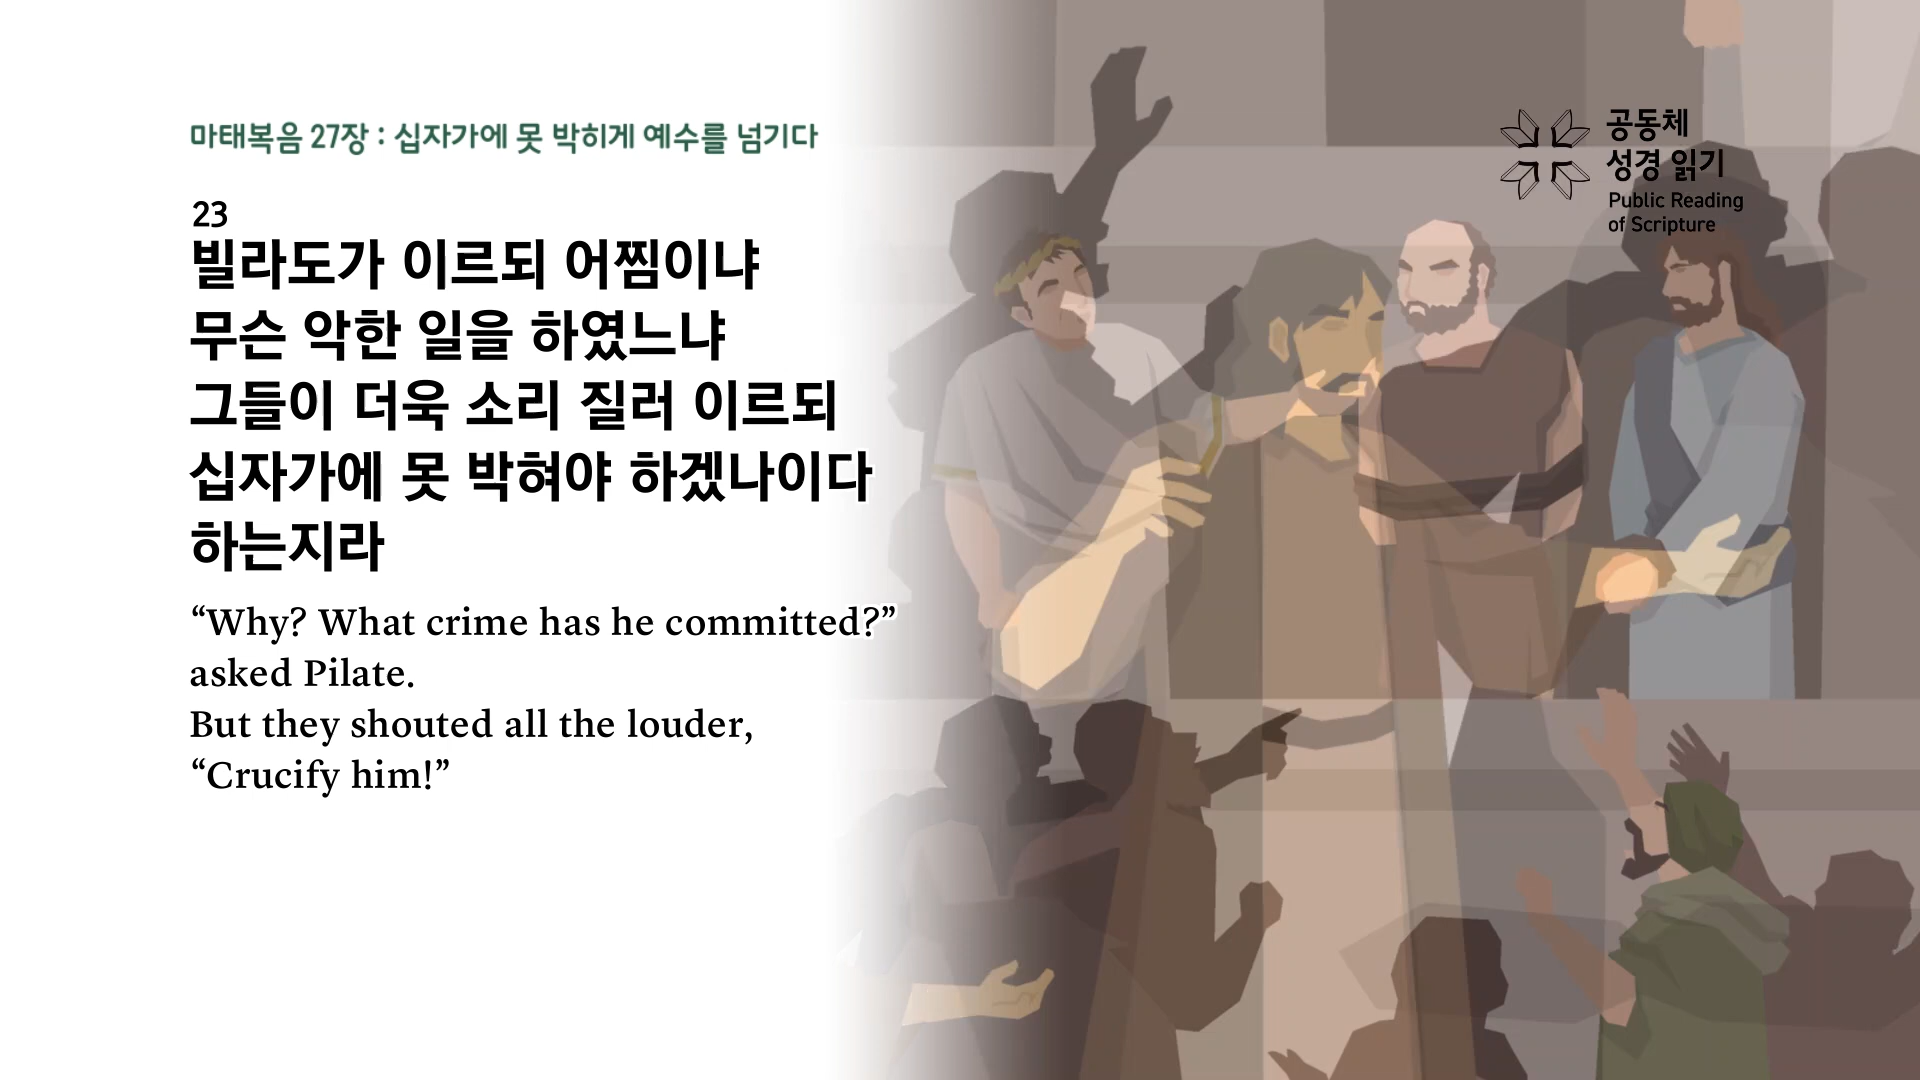 마태복음 27장 : 십자가에 못 박히게 예수를 넘기다
23
빌라도가 이르되 어찜이냐
무슨 악한 일을 하였느냐
그들이 더욱 소리 질러 이르되
십자가에 못 박혀야 하겠나이다
하는지라
“Why? What crime has he committed?”
asked Pilate.
But they shouted all the louder,
“Crucify him!”
공동체
성경 읽기
Public Reading
of Scripture